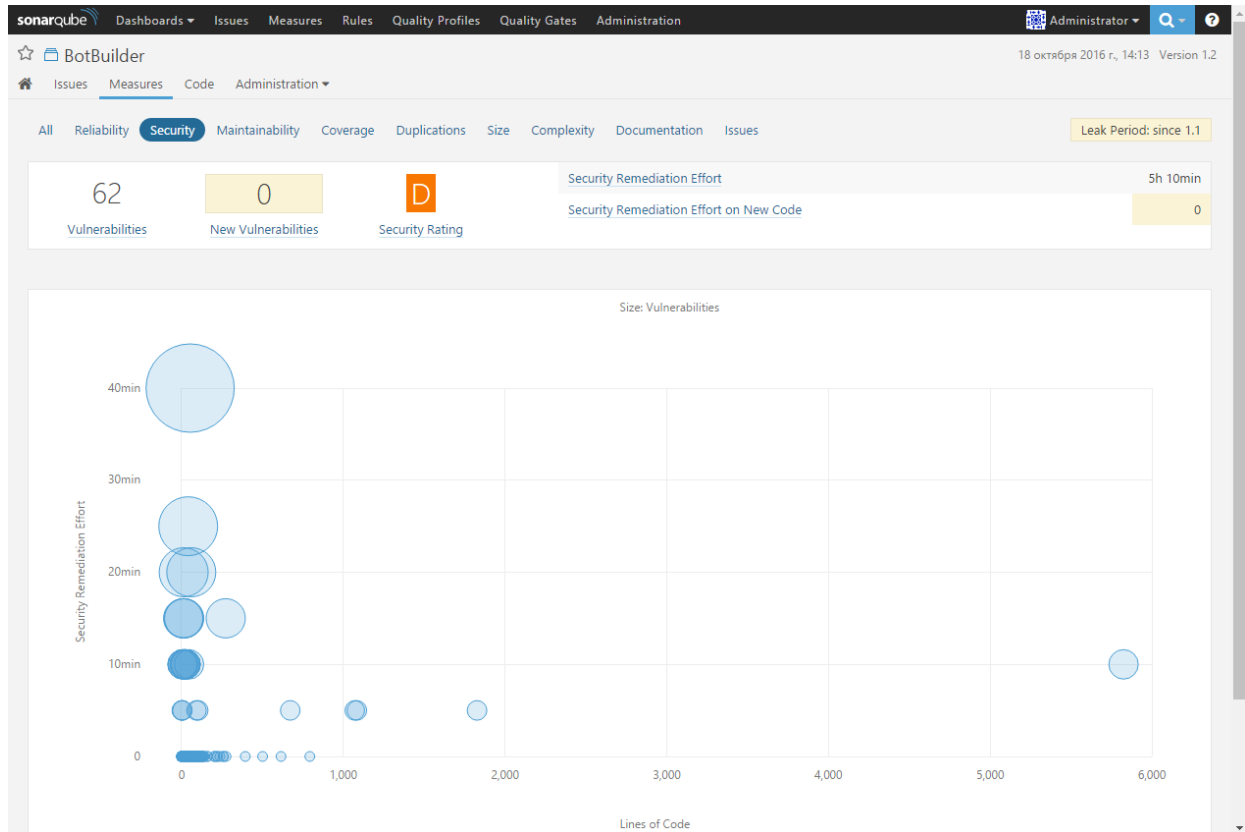 sonarqube Dashboards Issues Measures Rules Quality Profiles Quality Gates Administration Administrator ?
BotBuilder 18 октября 2016 г., 14:13 Version 1.2
Issues Measures Code Administration
All Reliability Security Maintainability Coverage Duplications Size Complexity Documentation Issues Leak Period: since 1.1
62 0 D
Vulnerabilities New Vulnerabilities Security Rating
Security Remediation Effort 5h 10min
Security Remediation Effort on New Code 0
Size: Vulnerabilities
40min
30min
20min
10min
0
Security Remediation Effort
0 1,000 2,000 3,000 4,000 5,000 6,000
Lines of Code